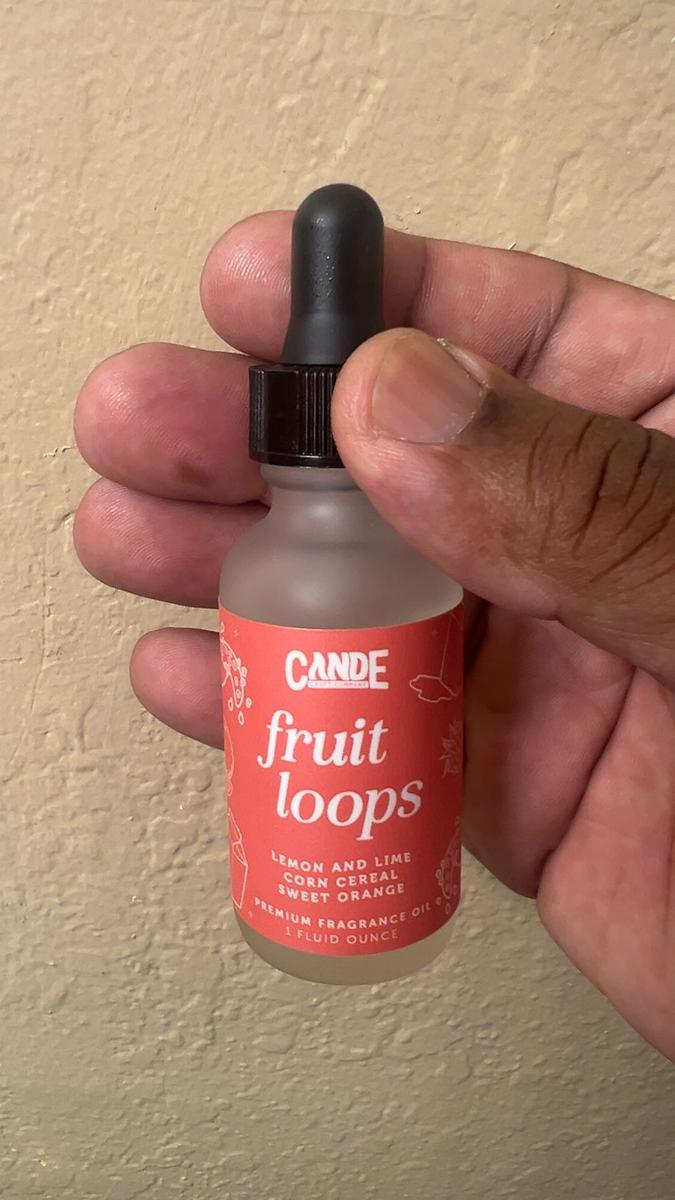 CANDE
fruit
loops
LEMON AND LIME
CORN CEREAL
SWEET ORANGE
PREMIUM FRAGRANCE OIL
1 FLUID OUNCE